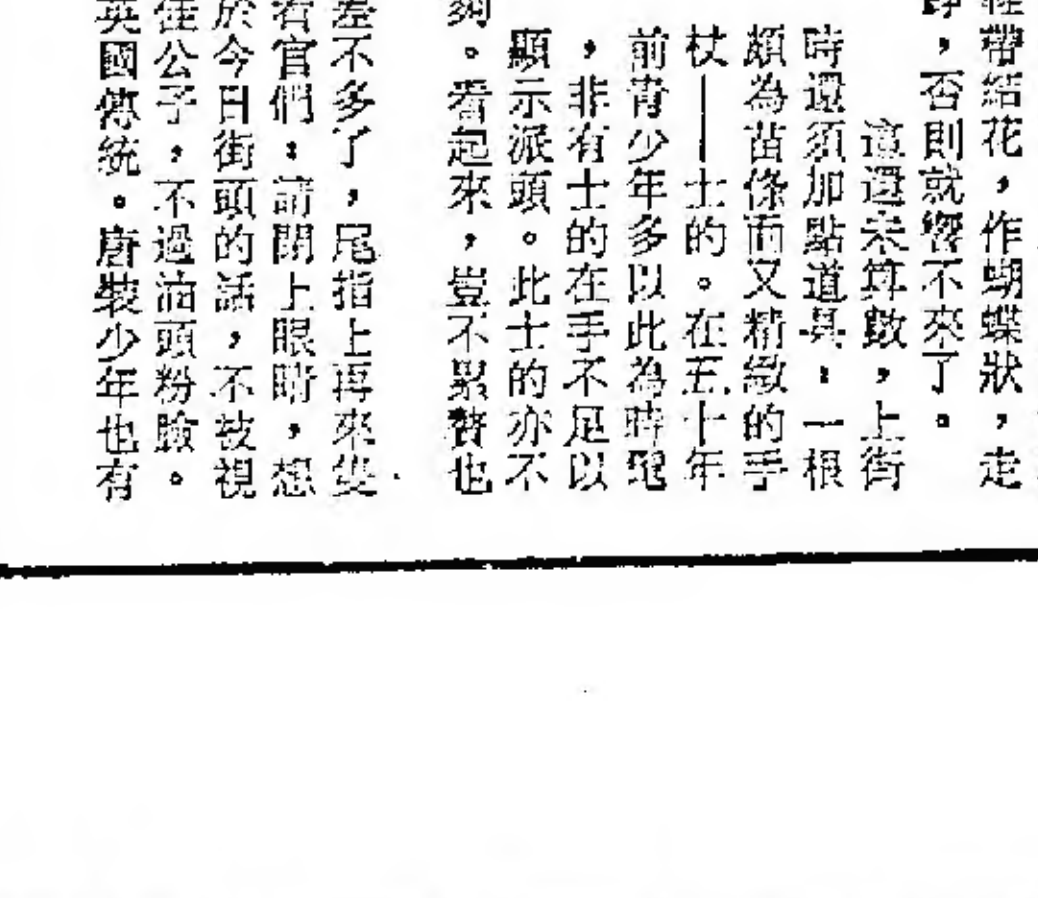 鞋帶結花,作蝴蝶狀,走
,否則就響不來了。
這還未算數,上街
時還須加點道具:一根
頗為苗條而又精緻的手
杖——士的。在五十年
前青少年多以此為時髦
,非有士的在手不足以
顯示派頭。此士的亦不
夠。看起來,豈不累贅也
差不多了,尾指上再來隻
看官們:請閉上眼睛,想
於今日街頭的話,不被視
佳公子,不過油頭粉臉。
英國傳統。唐裝少年也有